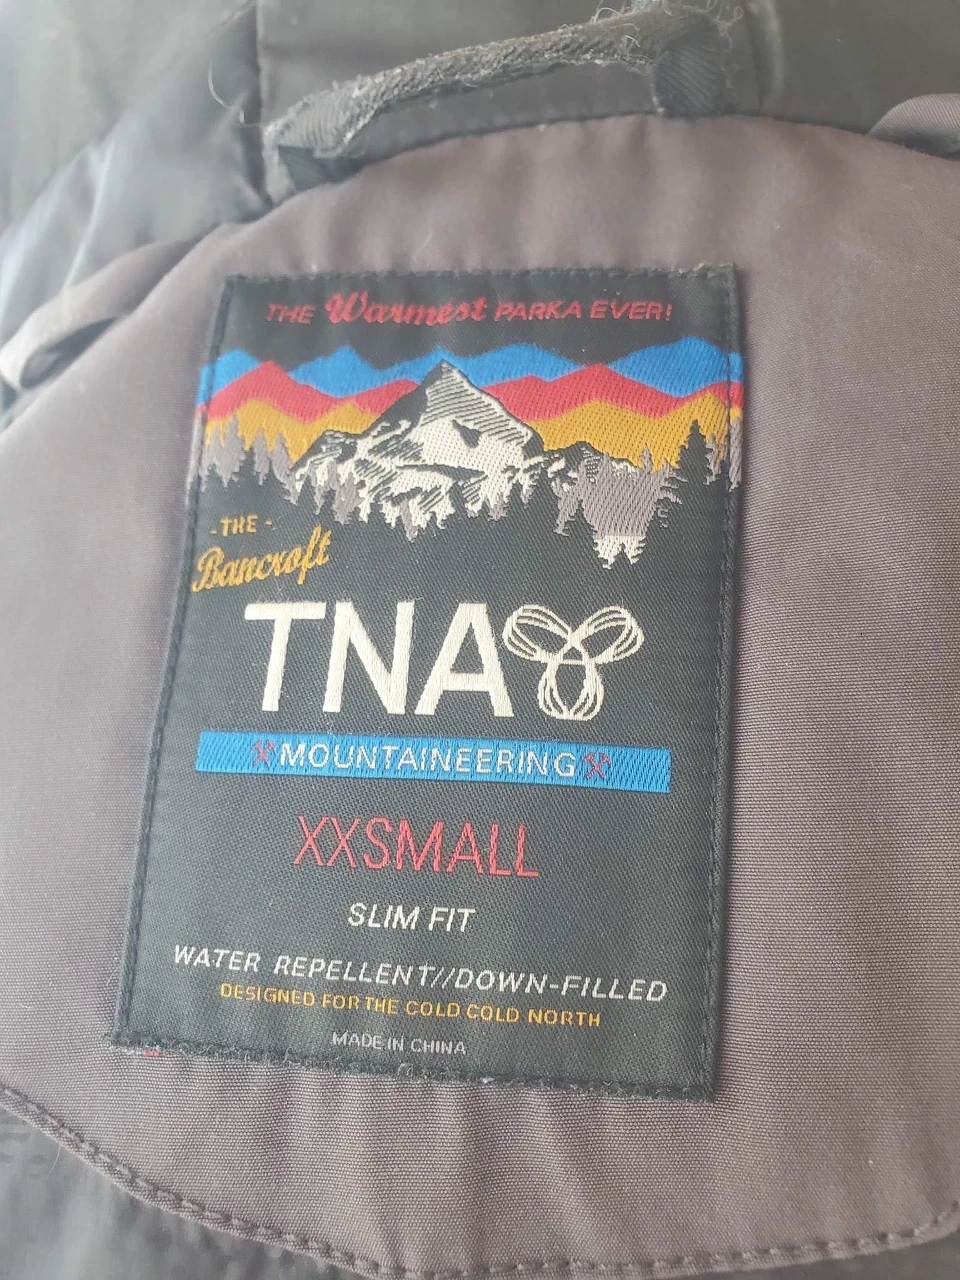 THE Warmest PARKA EVER!
- THE -
Bancroft
TNA
MOUNTAINEERING
XXSMALL
SLIM FIT
WATER REPELLENT//DOWN-FILLED
DESIGNED FOR THE COLD COLD NORTH
MADE IN CHINA